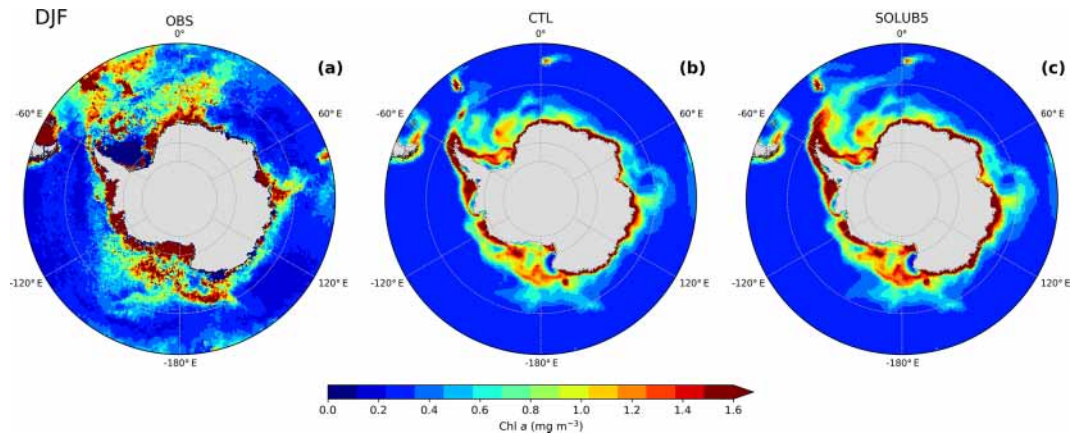 DJF
OBS
CTL
SOLUB5
0°
0°
0°
(a)
(b)
(c)
-60° E
60° E
-60° E
60° E
-60° E
60° E
-120° E
120° E
-120° E
120° E
-120° E
120° E
-180° E
-180° E
-180° E
0.0 0.2 0.4 0.6 0.8 1.0 1.2 1.4 1.6
Chl a (mg m⁻³)